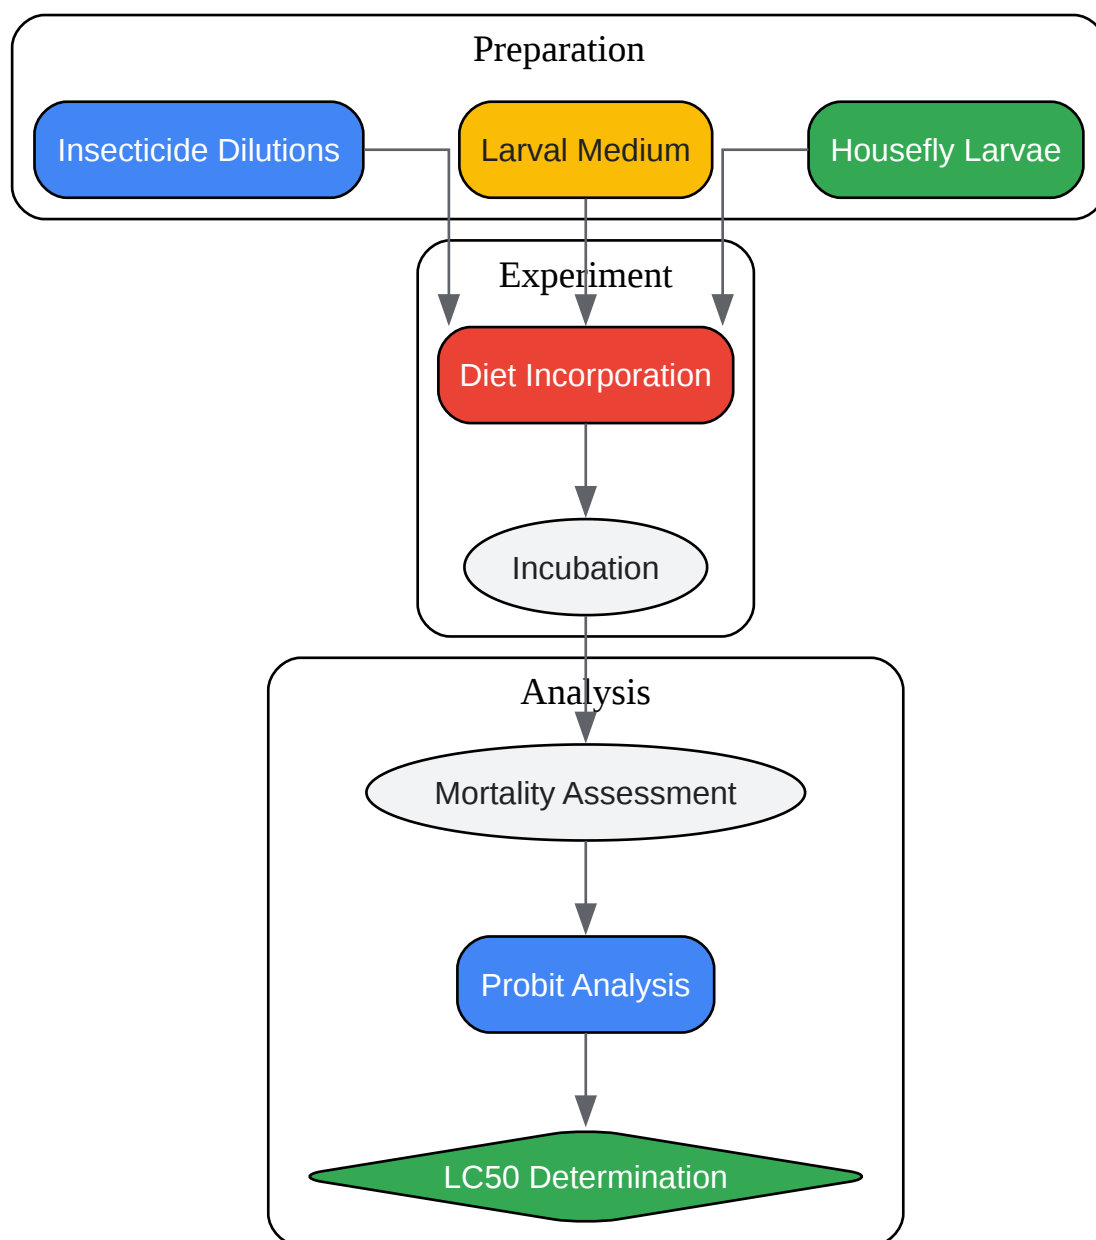 Preparation
Insecticide Dilutions
Larval Medium
Housefly Larvae
Experiment
Diet Incorporation
Incubation
Analysis
Mortality Assessment
Probit Analysis
LC50 Determination